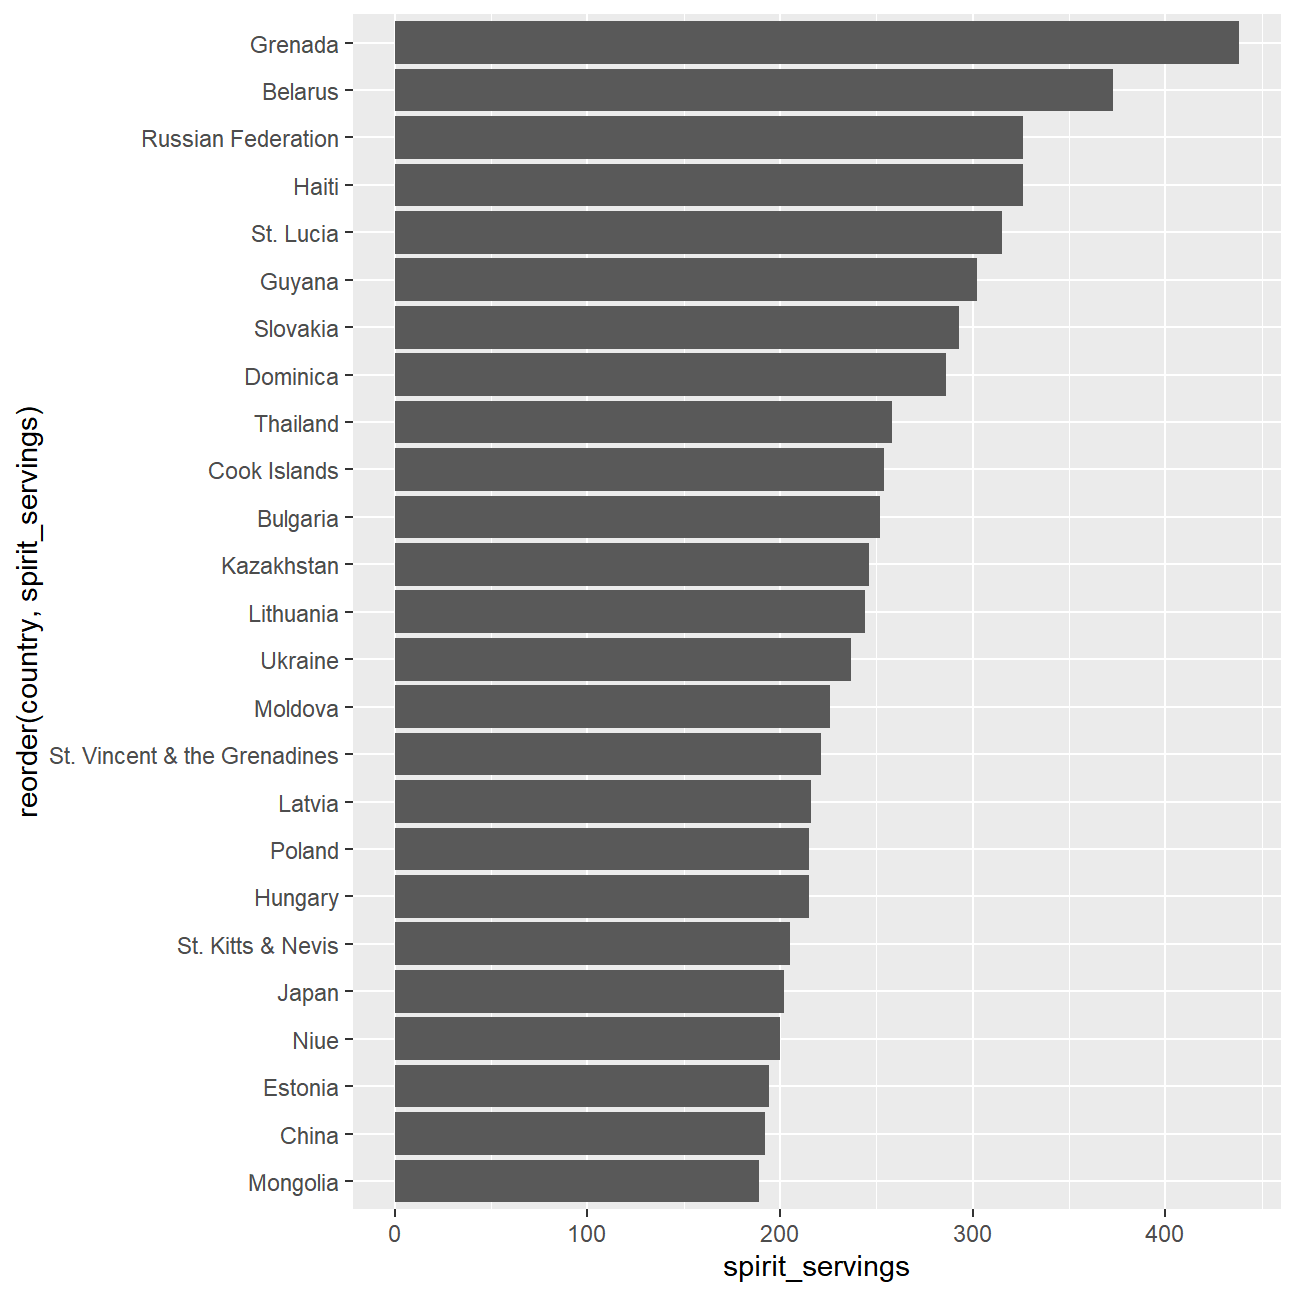 Grenada
Belarus
Russian Federation
Haiti
St. Lucia
Guyana
Slovakia
Dominica
Thailand
Cook Islands
Bulgaria
Kazakhstan
Lithuania
Ukraine
Moldova
St. Vincent & the Grenadines
Latvia
Poland
Hungary
St. Kitts & Nevis
Japan
Niue
Estonia
China
Mongolia
reorder(country, spirit_servings)
0 100 200 300 400
spirit_servings